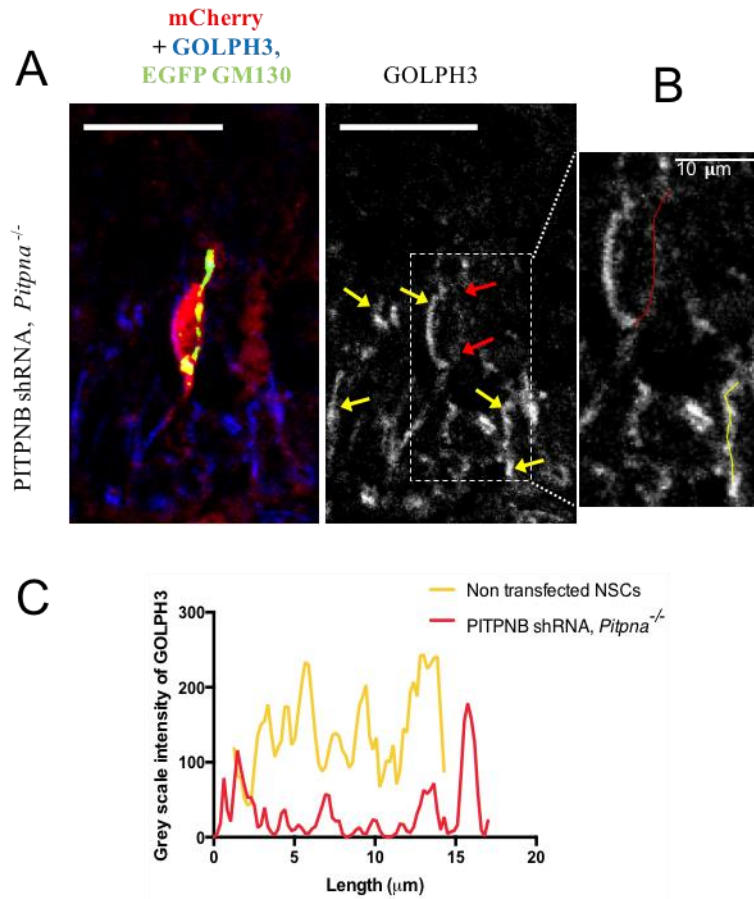 mCherry
+ GOLPH3,
EGFP GM130
A
GOLPH3
B
PITPNB shRNA, Pitpna-/-
10 μm
C
Non transfected NSCs
PITPNB shRNA, Pitpna-/-
Grey scale intensity of GOLPH3
300
200
100
0
0 5 10 15 20
Length (μm)